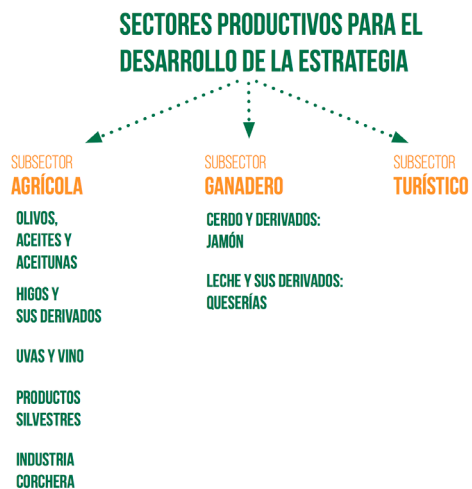 SECTORES PRODUCTIVOS PARA EL
DESARROLLO DE LA ESTRATEGIA
SUBSECTOR
AGRÍCOLA
OLIVOS,
ACEITES Y
ACEITUNAS
HIGOS Y
SUS DERIVADOS
UVAS Y VINO
PRODUCTOS
SILVESTRES
INDUSTRIA
CORCHERA
SUBSECTOR
GANADERO
CERDO Y DERIVADOS:
JAMÓN
LECHE Y SUS DERIVADOS:
QUESERÍAS
SUBSECTOR
TURÍSTICO